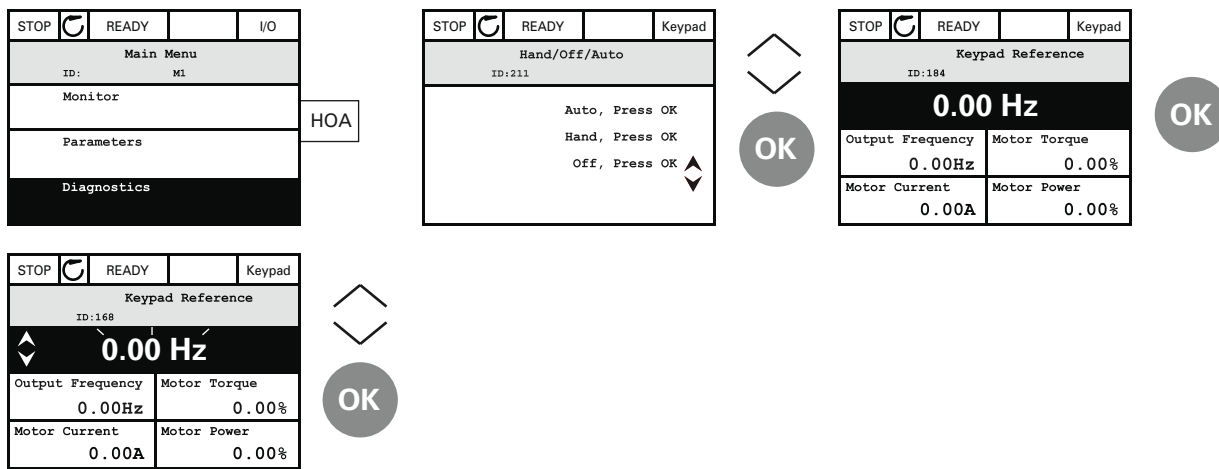 STOP READY I/O
Main Menu
ID: M1
Monitor
Parameters
Diagnostics
HOA
STOP READY Keypad
Hand/Off/Auto
ID:211
Auto, Press OK
Hand, Press OK
Off, Press OK
OK
STOP READY Keypad
Keypad Reference
ID:184
0.00 Hz
Output Frequency Motor Torque
0.00Hz 0.00%
Motor Current Motor Power
0.00A 0.00%
OK
STOP READY Keypad
Keypad Reference
ID:168
0.00 Hz
Output Frequency Motor Torque
0.00Hz 0.00%
Motor Current Motor Power
0.00A 0.00%
OK